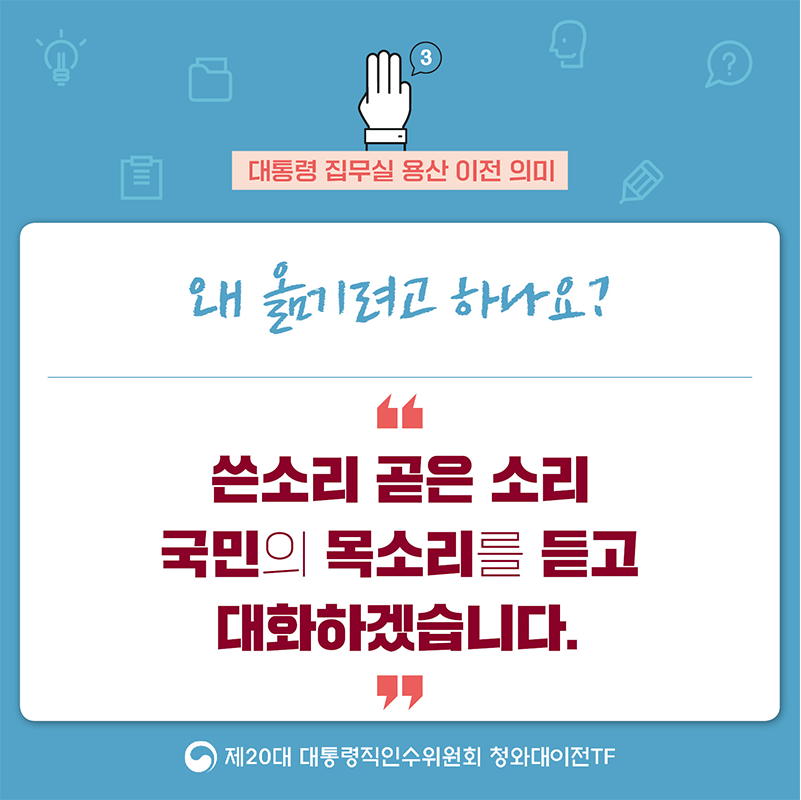 3
대통령 집무실 용산 이전 의미
왜 옮기려고 하나요?
“
쓴소리 곧은 소리
국민의 목소리를 듣고
대화하겠습니다.
”
제20대 대통령직인수위원회 청와대이전TF